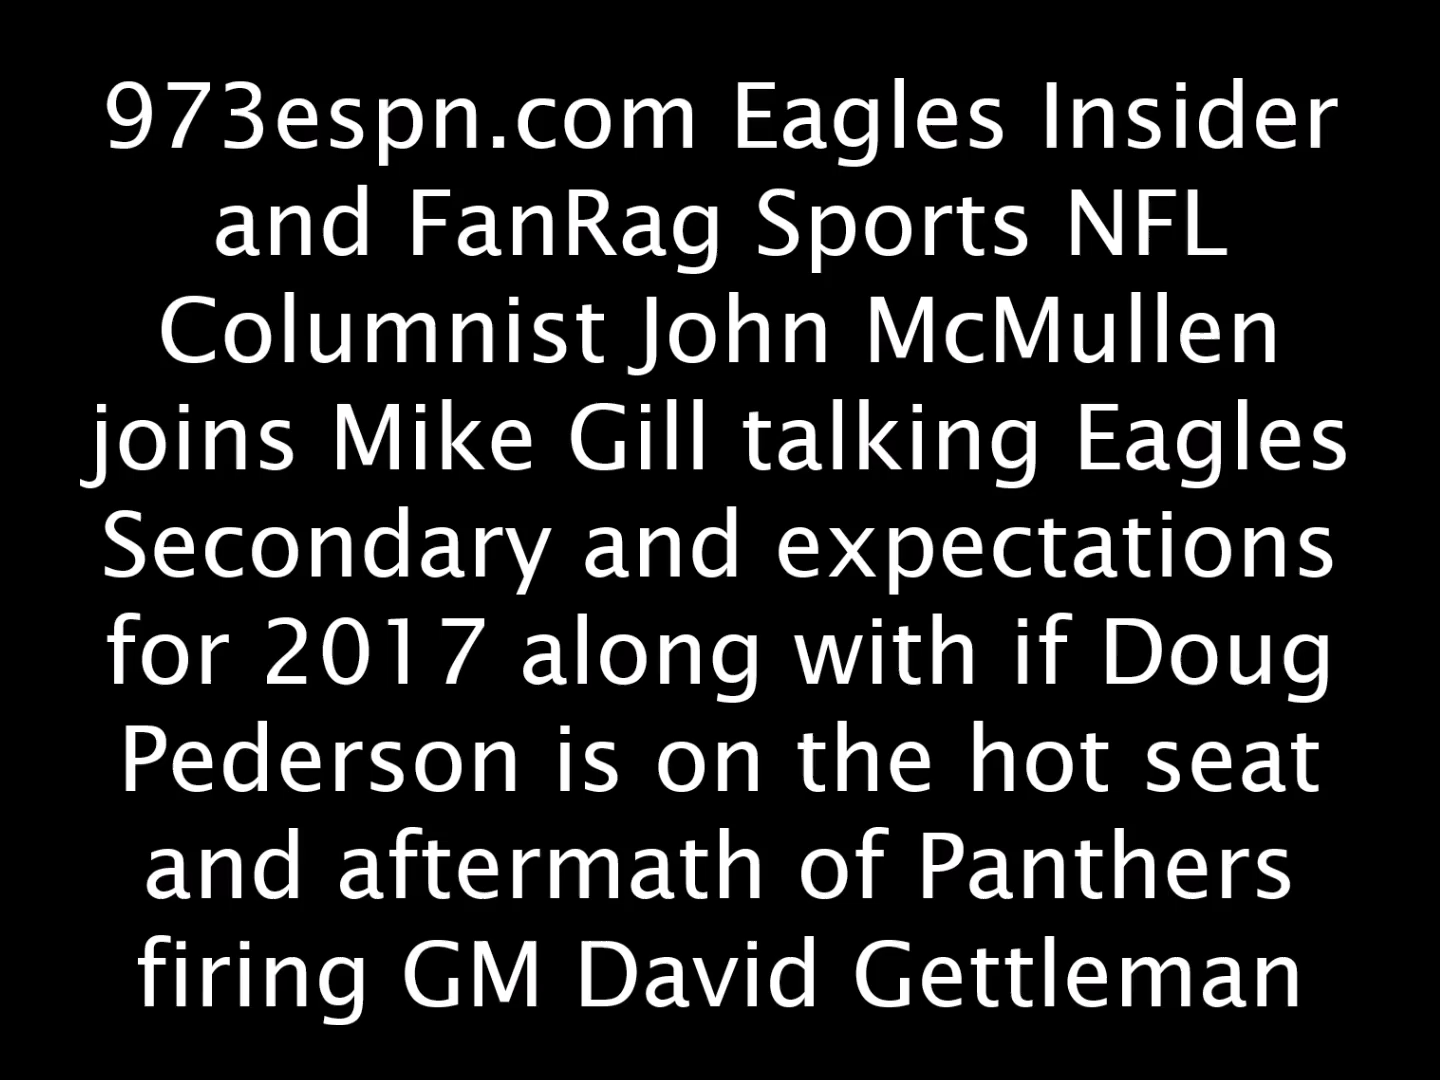 973espn.com Eagles Insider
and FanRag Sports NFL
Columnist John McMullen
joins Mike Gill talking Eagles
Secondary and expectations
for 2017 along with if Doug
Pederson is on the hot seat
and aftermath of Panthers
firing GM David Gettleman